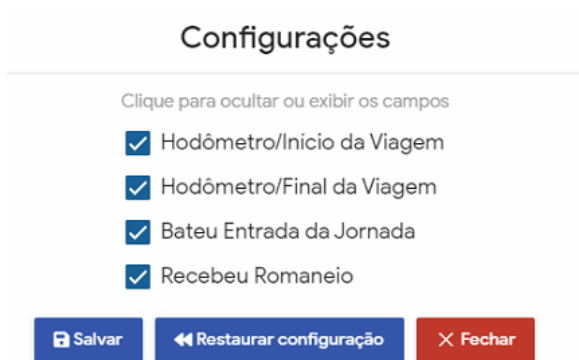 Configurações
Clique para ocultar ou exibir os campos
Hodômetro/Início da Viagem
Hodômetro/Final da Viagem
Bateu Entrada da Jornada
Recebeu Romaneio
Salvar Restaurar configuração Fechar